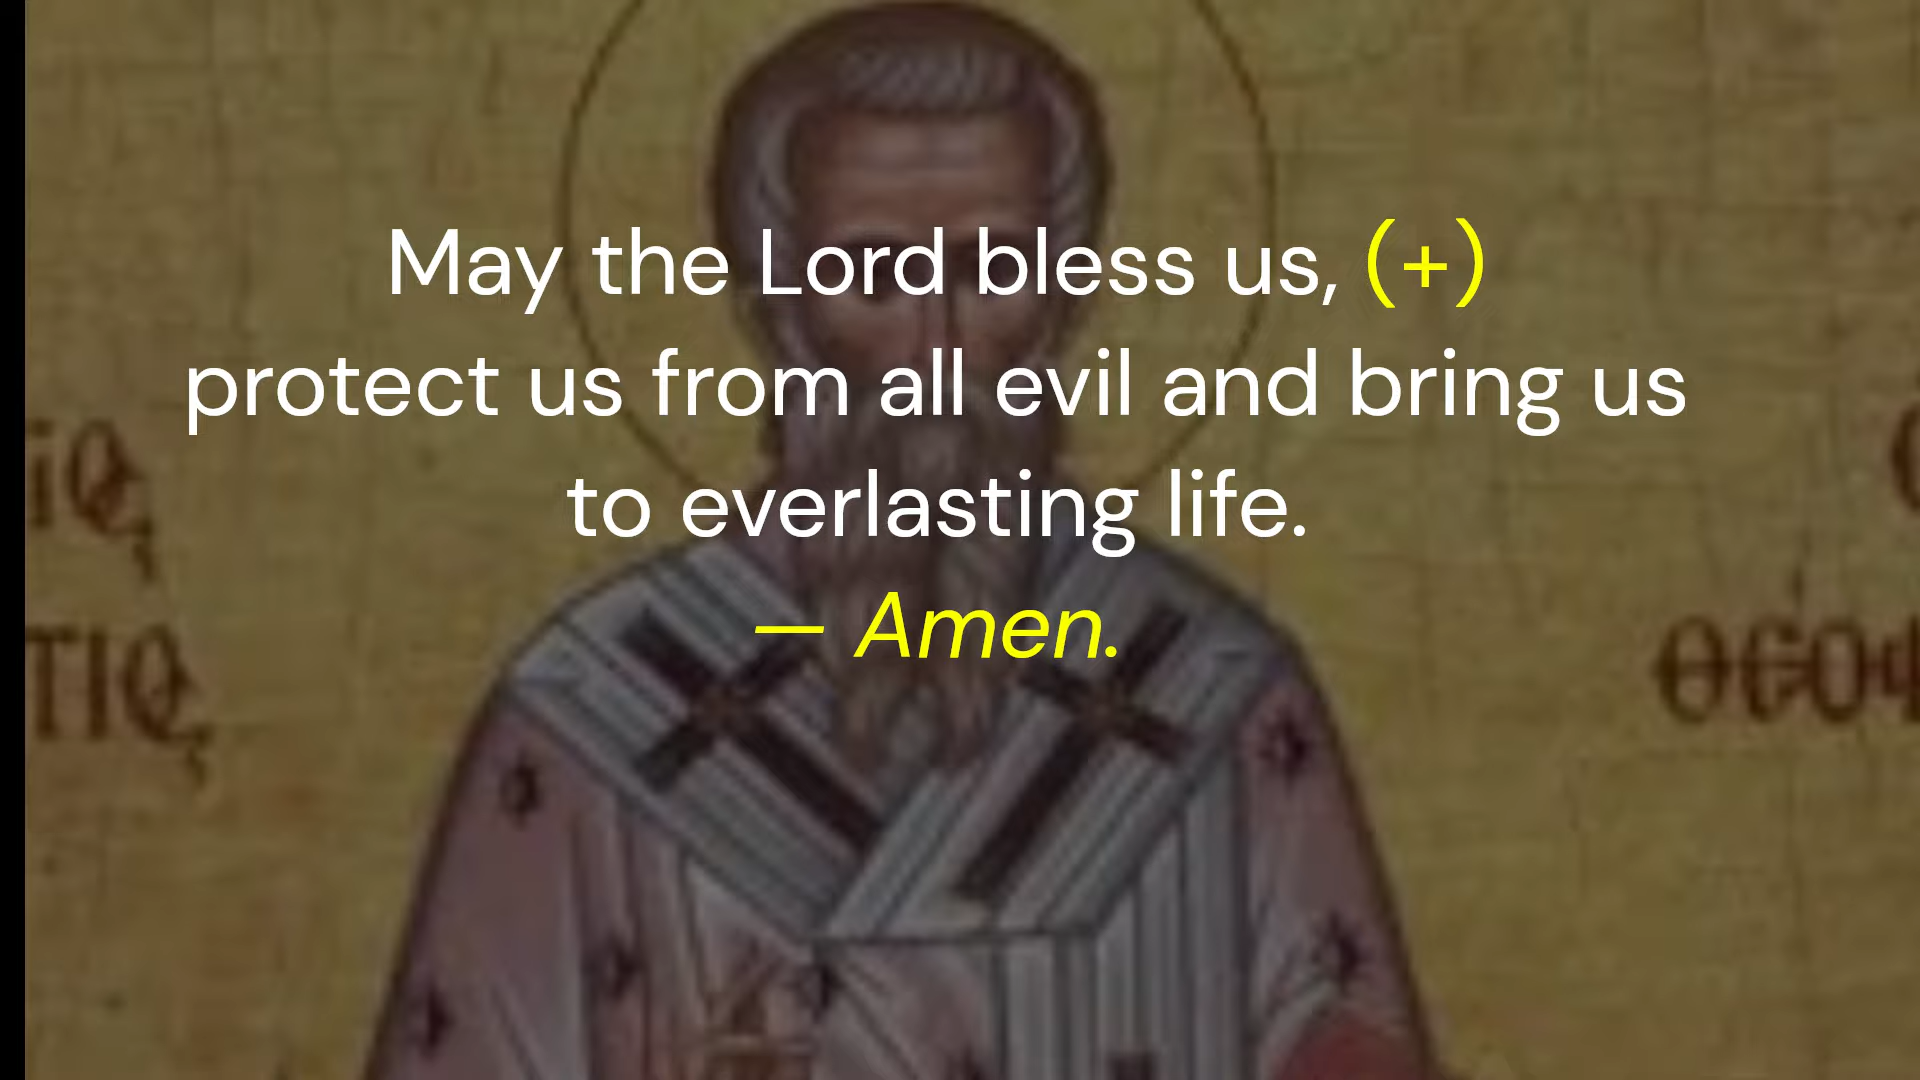 May the Lord bless us, (+)
protect us from all evil and bring us
to everlasting life.
— Amen.